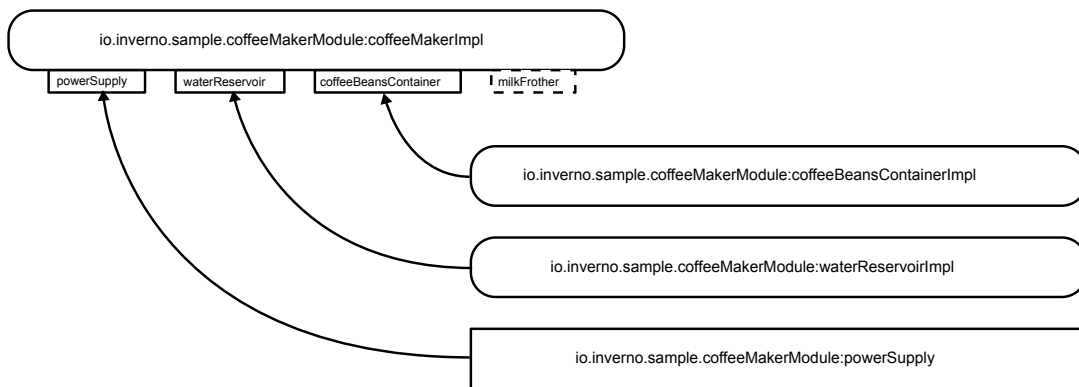 io.inverno.sample.coffeeMakerModule:coffeeMakerImpl
powerSupply
waterReservoir
coffeeBeansContainer
milkFrother
io.inverno.sample.coffeeMakerModule:coffeeBeansContainerImpl
io.inverno.sample.coffeeMakerModule:waterReservoirImpl
io.inverno.sample.coffeeMakerModule:powerSupply